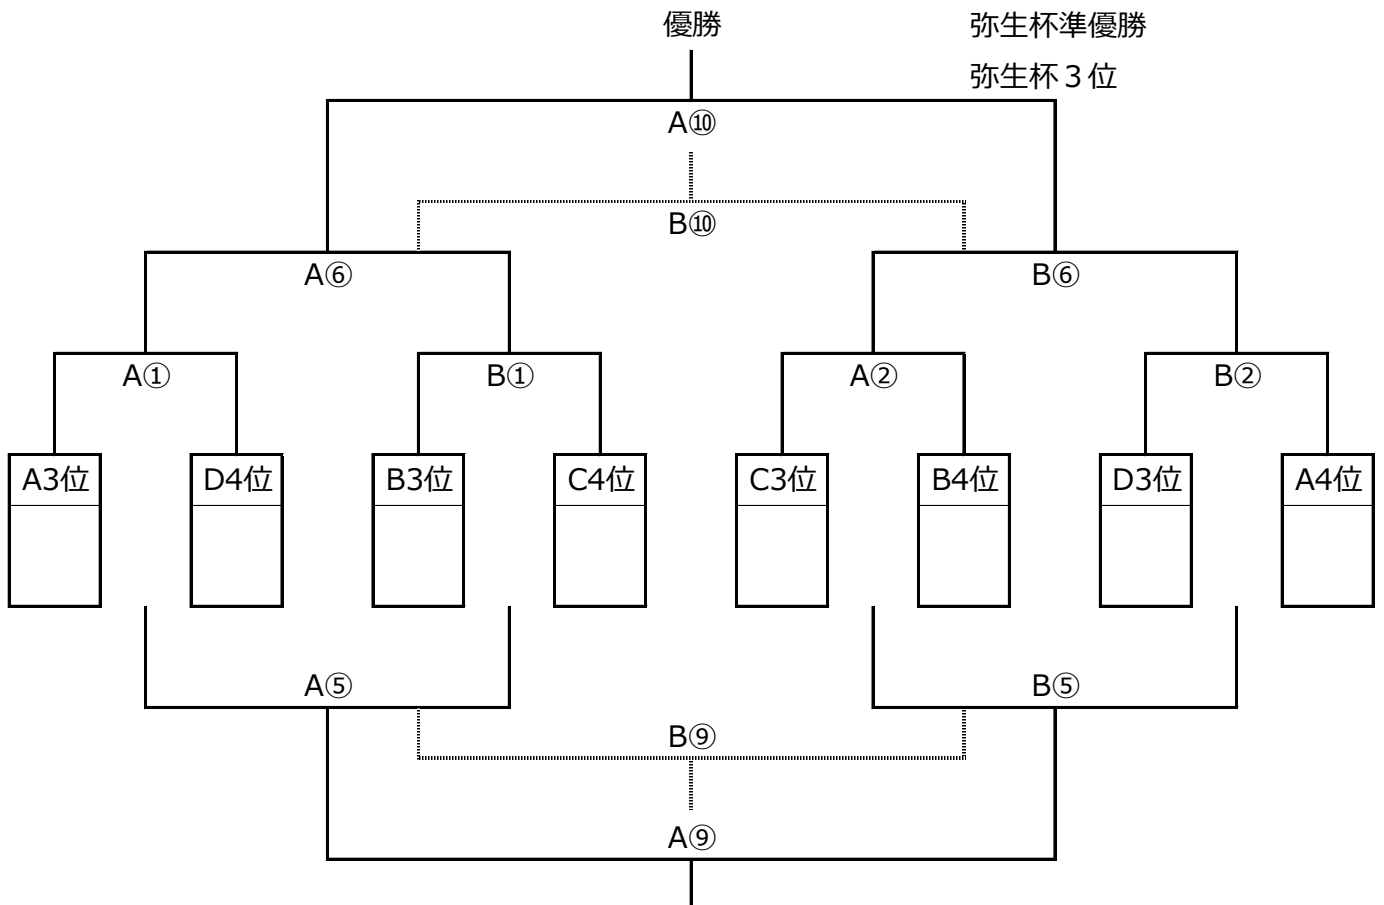 優勝 弥生杯準優勝
弥生杯３位
A⑩
B⑩
A⑥ B⑥
A① B① A② B②
A3位 D4位 B3位 C4位 C3位 B4位 D3位 A4位
A⑤ B⑤
B⑨
A⑨